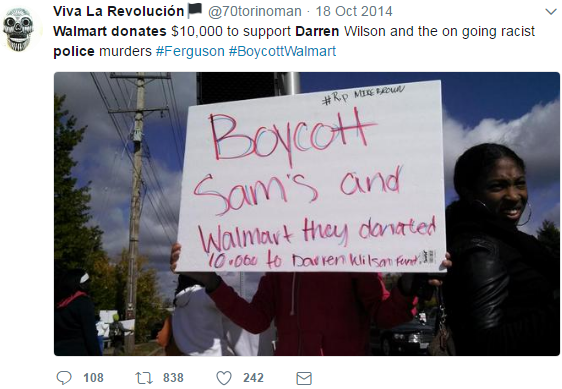 Viva La Revolución🏴 @70torinoman · 18 Oct 2014
Walmart donates $10,000 to support Darren Wilson and the on going racist
police murders #Ferguson #BoycottWalmart
#RIP MIKE BROWN
Boycott
Sam's and
Walmart they donated
10.000 to Darren Wilson Fund.!!!
108 838 242